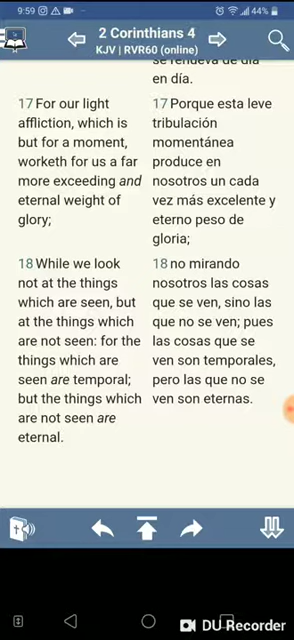 9:59 44%
2 Corinthians 4
KJV | RVR60 (online)
en día.
17 For our light
affliction, which is
but for a moment,
worketh for us a far
more exceeding and
eternal weight of
glory;
17 Porque esta leve
tribulación
momentánea
produce en
nosotros un cada
vez más excelente y
eterno peso de
gloria;
18 While we look
not at the things
which are seen, but
at the things which
are not seen: for the
things which are
seen are temporal;
but the things which
are not seen are
eternal.
18 no mirando
nosotros las cosas
que se ven, sino las
que no se ven; pues
las cosas que se
ven son temporales,
pero las que no se
ven son eternas.
DU Recorder